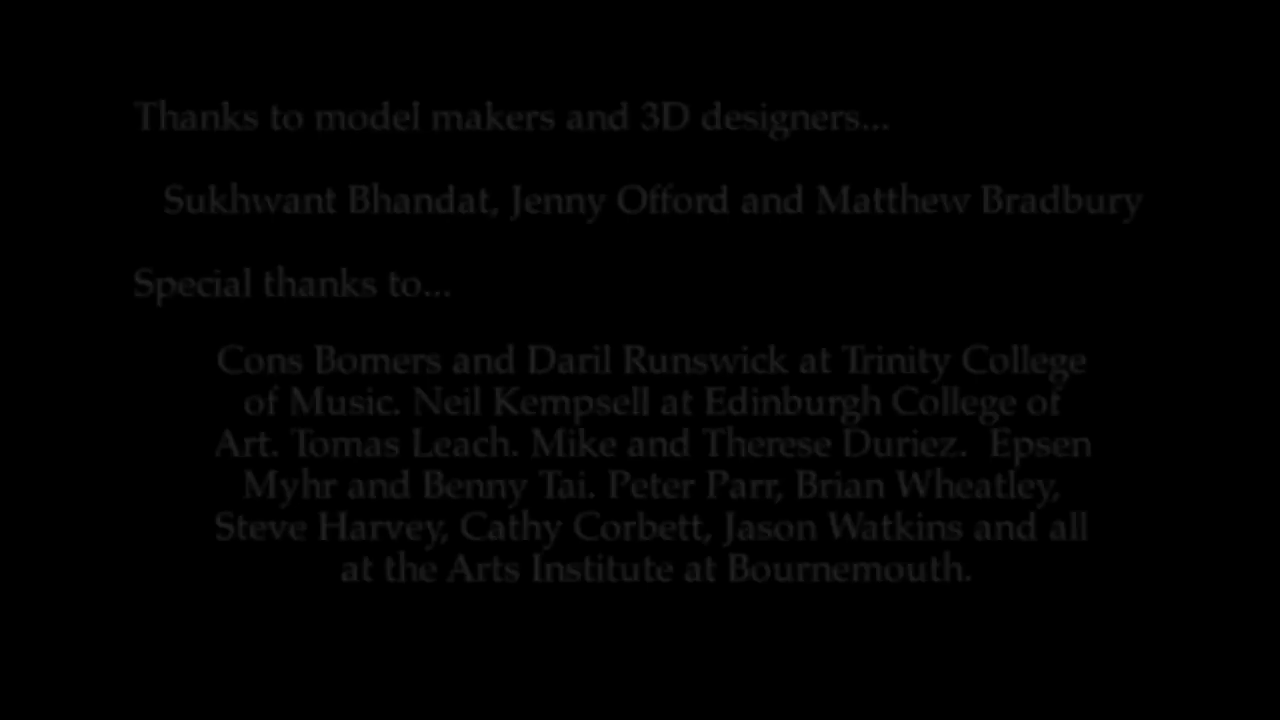 Thanks to model makers and 3D designers...
Sukhwant Bhandat, Jenny Offord and Matthew Bradbury
Special thanks to...
Cons Bomers and Daril Runswick at Trinity College
of Music. Neil Kempsell at Edinburgh College of
Art. Tomas Leach. Mike and Therese Duriez.  Epsen
Myhr and Benny Tai. Peter Parr, Brian Wheatley,
Steve Harvey, Cathy Corbett, Jason Watkins and all
at the Arts Institute at Bournemouth.